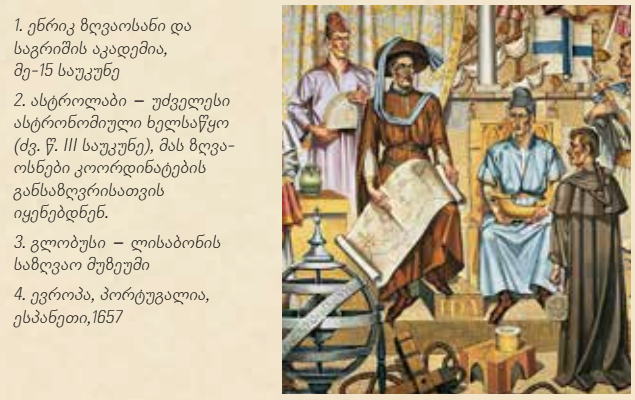 1. ენრიკ ზღვაოსანი და
საგრიშის აკადემია,
მე-15 საუკუნე
2. ასტროლაბი – უძველესი
ასტრონომიული ხელსაწყო
(ძვ. წ. III საუკუნე), მას ზღვა-
ოსნები კოორდინატების
განსაზღვრისათვის
იყენებდნენ.
3. გლობუსი – ლისაბონის
საზღვაო მუზეუმი
4. ევროპა, პორტუგალია,
ესპანეთი,1657